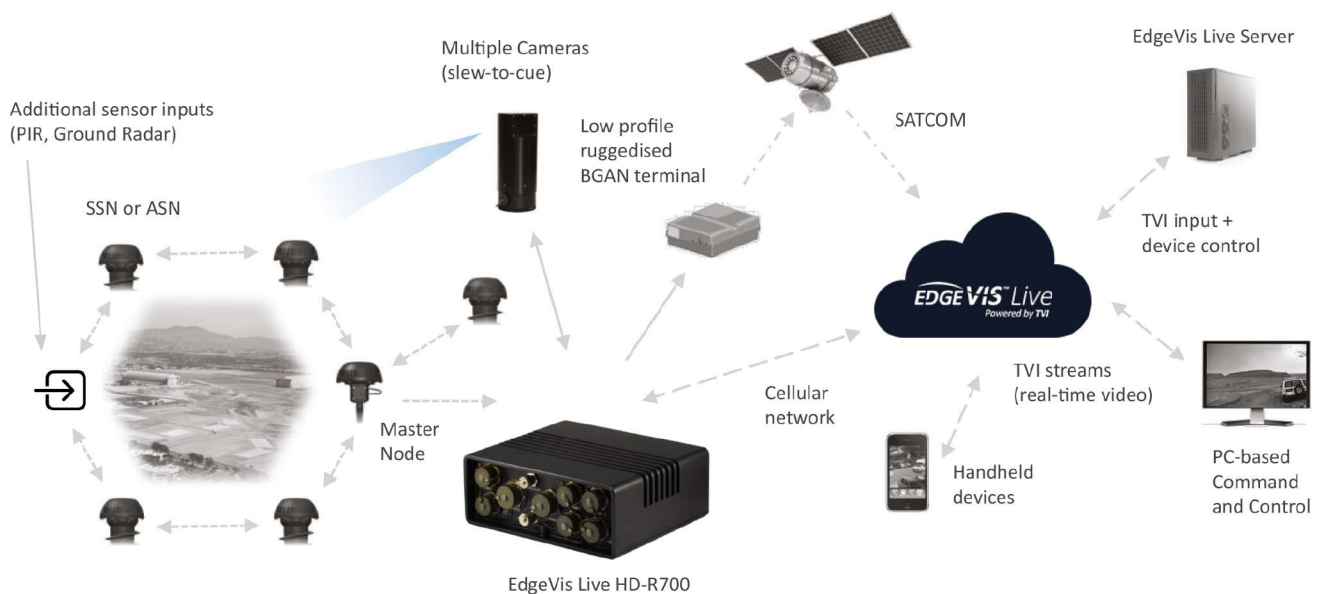 Multiple Cameras
(slew-to-cue)
EdgeVis Live Server
Additional sensor inputs
(PIR, Ground Radar)
Low profile
ruggedised
BGAN terminal
SATCOM
SSN or ASN
TVI input +
device control
EDGEVIS™ Live
Powered by TVI
TVI streams
(real-time video)
Cellular
network
Master
Node
Handheld
devices
PC-based
Command
and Control
EdgeVis Live HD-R700